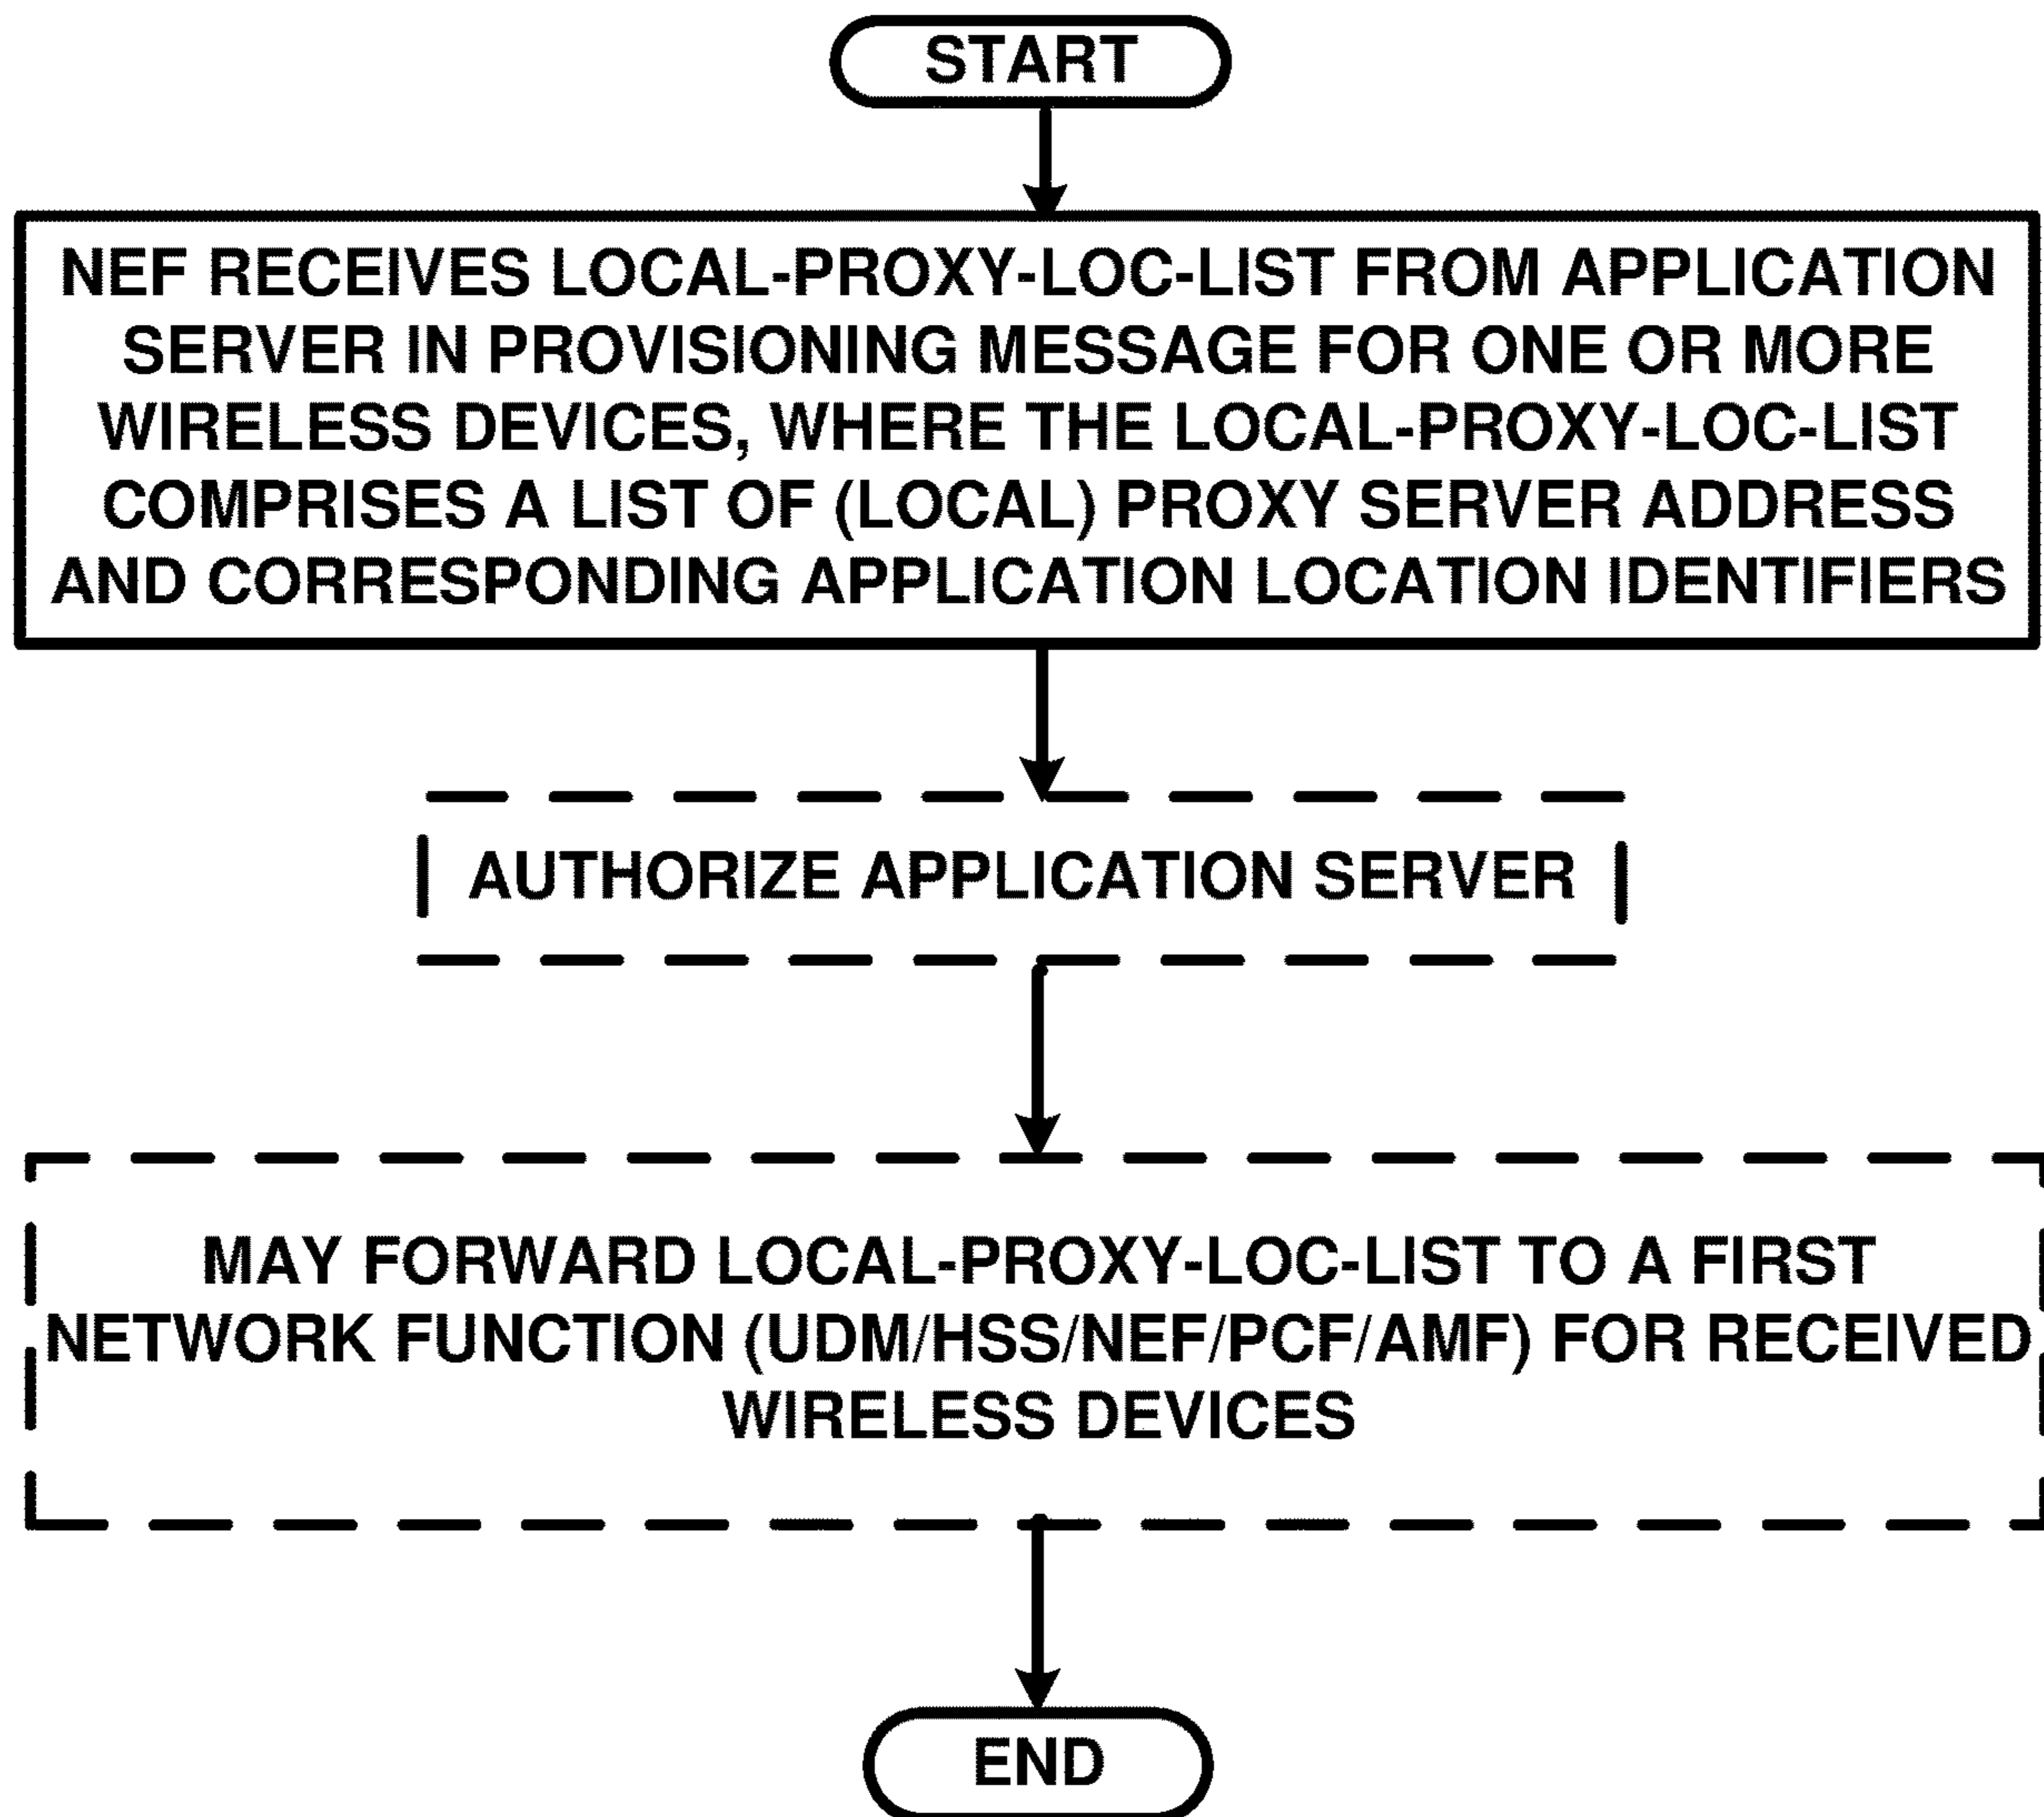 START
NEF RECEIVES LOCAL-PROXY-LOC-LIST FROM APPLICATION
SERVER IN PROVISIONING MESSAGE FOR ONE OR MORE
WIRELESS DEVICES, WHERE THE LOCAL-PROXY-LOC-LIST
COMPRISES A LIST OF (LOCAL) PROXY SERVER ADDRESS
AND CORRESPONDING APPLICATION LOCATION IDENTIFIERS
AUTHORIZE APPLICATION SERVER
MAY FORWARD LOCAL-PROXY-LOC-LIST TO A FIRST
NETWORK FUNCTION (UDM/HSS/NEF/PCF/AMF) FOR RECEIVED
WIRELESS DEVICES
END